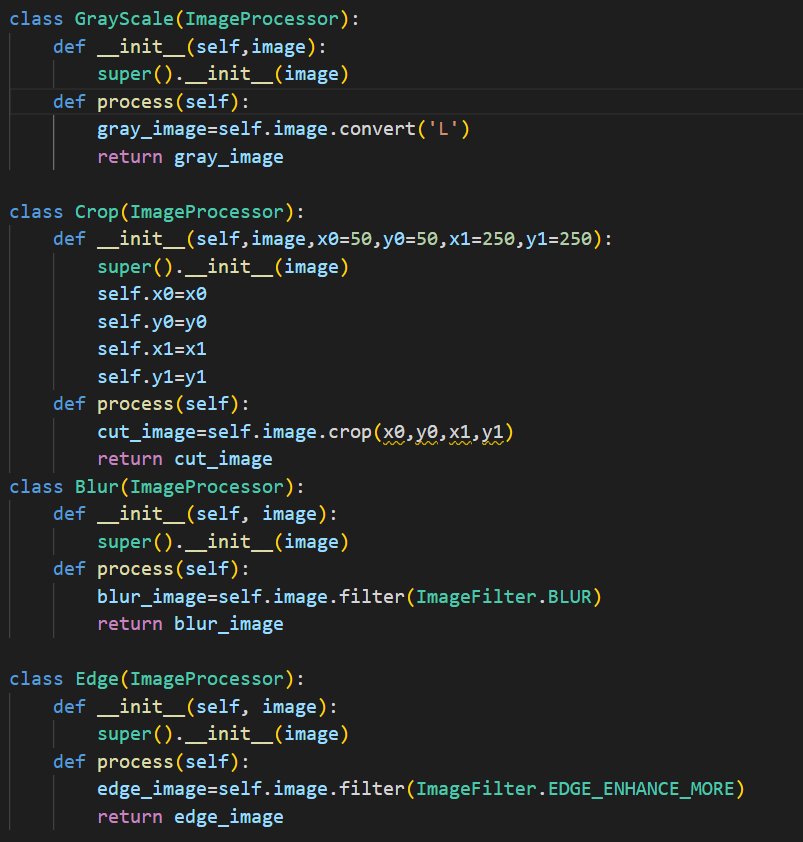 class GrayScale(ImageProcessor):
    def __init__(self,image):
        super().__init__(image)
    def process(self):
        gray_image=self.image.convert('L')
        return gray_image

class Crop(ImageProcessor):
    def __init__(self,image,x0=50,y0=50,x1=250,y1=250):
        super().__init__(image)
        self.x0=x0
        self.y0=y0
        self.x1=x1
        self.y1=y1
    def process(self):
        cut_image=self.image.crop(x0,y0,x1,y1)
        return cut_image
class Blur(ImageProcessor):
    def __init__(self, image):
        super().__init__(image)
    def process(self):
        blur_image=self.image.filter(ImageFilter.BLUR)
        return blur_image

class Edge(ImageProcessor):
    def __init__(self, image):
        super().__init__(image)
    def process(self):
        edge_image=self.image.filter(ImageFilter.EDGE_ENHANCE_MORE)
        return edge_image